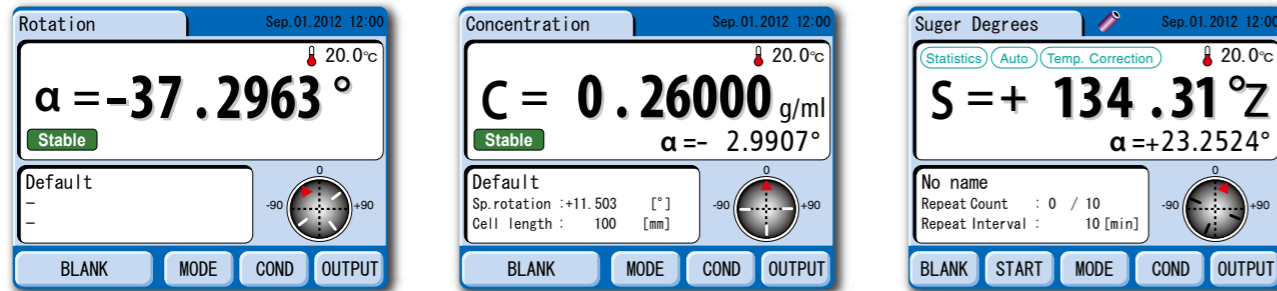 Rotation
Sep.01.2012 12:00
20.0℃
α =-37.2963°
Stable
Default
-
-
0
-90
+90
BLANK
MODE
COND
OUTPUT
Concentration
Sep.01.2012 12:00
20.0℃
C = 0.26000 g/ml
Stable
α =- 2.9907°
Default
Sp.rotation :+11.503 [°]
Cell length : 100 [mm]
0
-90
+90
BLANK
MODE
COND
OUTPUT
Suger Degrees
Sep.01.2012 12:00
Statistics
Auto
Temp. Correction
20.0℃
S =+ 134.31°Z
α =+23.2524°
No name
Repeat Count : 0 / 10
Repeat Interval : 10 [min]
0
-90
+90
BLANK
START
MODE
COND
OUTPUT